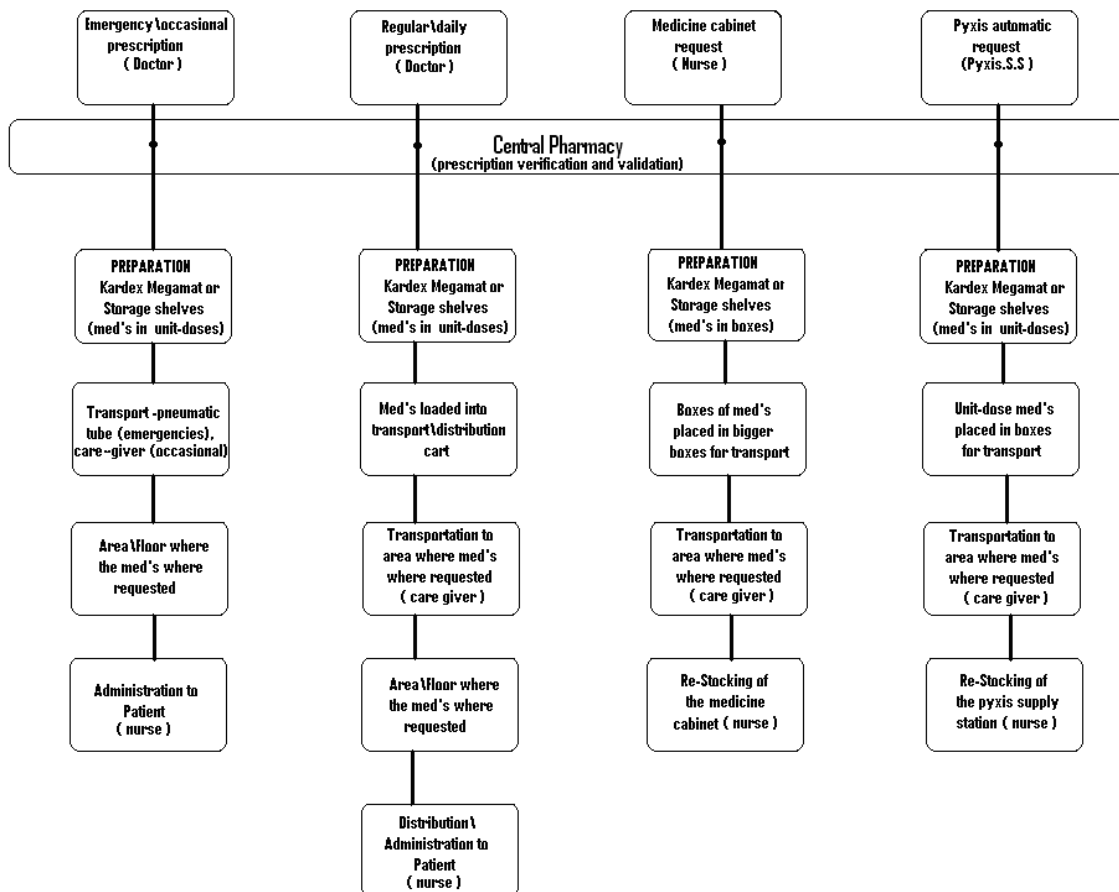 Emergency\occasional
prescription
( Doctor )
Regular\daily
prescription
( Doctor )
Medicine cabinet
request
( Nurse )
Pyxis automatic
request
(Pyxis.S.S )
Central Pharmacy
(prescription verification and validation)
PREPARATION
Kardex Megamat or
Storage shelves
(med's in unit-doses)
PREPARATION
Kardex Megamat or
Storage shelves
(med's in unit-doses)
PREPARATION
Kardex Megamat or
Storage shelves
(med's in boxes)
PREPARATION
Kardex Megamat or
Storage shelves
(med's in unit-doses)
Transport -pneumatic
tube (emergencies),
care-giver (occasional)
Med's loaded into
transport\distribution
cart
Boxes of med's
placed in bigger
boxes for transport
Unit-dose med's
placed in boxes
for transport
Area\Floor where
the med's where
requested
Transportation to
area where med's
where requested
( care giver )
Transportation to
area where med's
where requested
( care giver )
Transportation to
area where med's
where requested
( care giver )
Administration to
Patient
( nurse )
Area\Floor where
the med's where
requested
Re-Stocking of
the medicine
cabinet ( nurse )
Re-Stocking of
the pyxis supply
station ( nurse )
Distribution\
Administration to
Patient
( nurse )